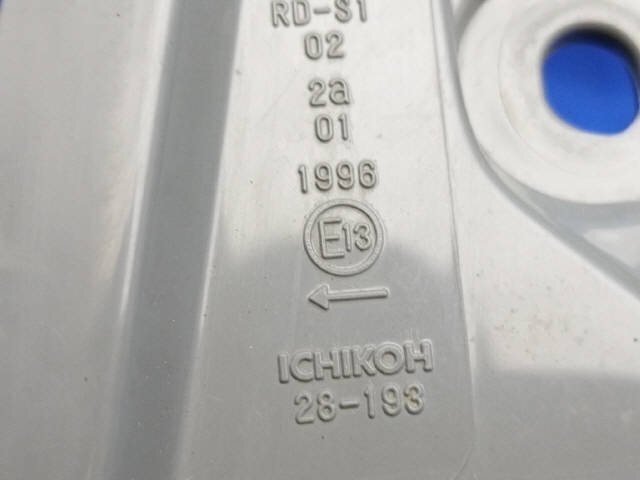 RD-S1
02
2a
01
1996
E13
←
ICHIKOH
28-193